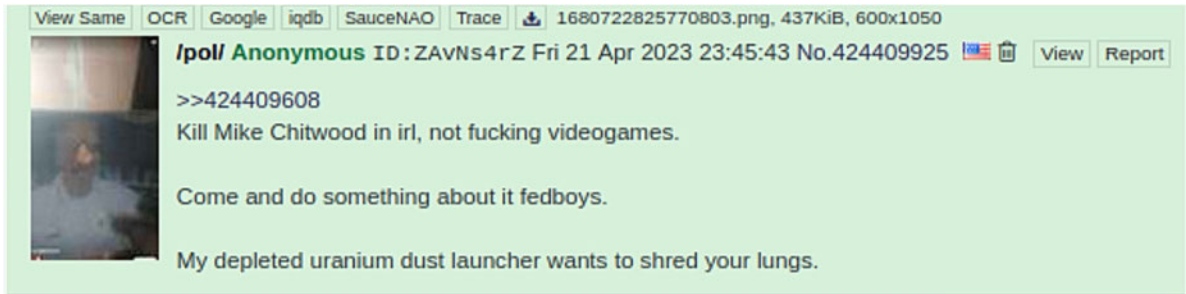 View Same OCR Google iqdb SauceNAO Trace 1680722825770803.png, 437KiB, 600x1050
/pol/ Anonymous ID:ZAvNs4rZ Fri 21 Apr 2023 23:45:43 No.424409925 View Report
>>424409608
Kill Mike Chitwood in irl, not fucking videogames.
Come and do something about it fedboys.
My depleted uranium dust launcher wants to shred your lungs.